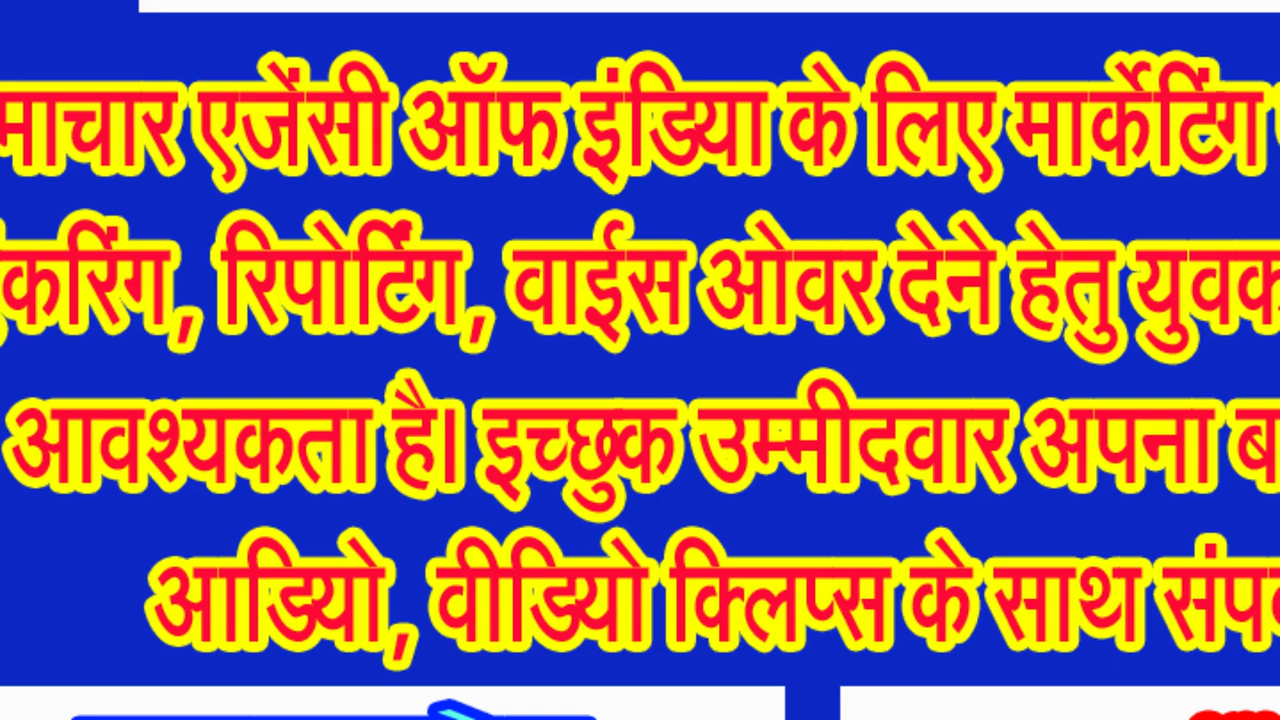 माचार एजेंसी ऑफ इंडिया के लिए मार्केटिंग
करिंग, रिपोर्टिंग, वाईस ओवर देने हेतु युवक
आवश्यकता है। इच्छुक उम्मीदवार अपना ब
आडियो, वीडियो क्लिप्स के साथ संप